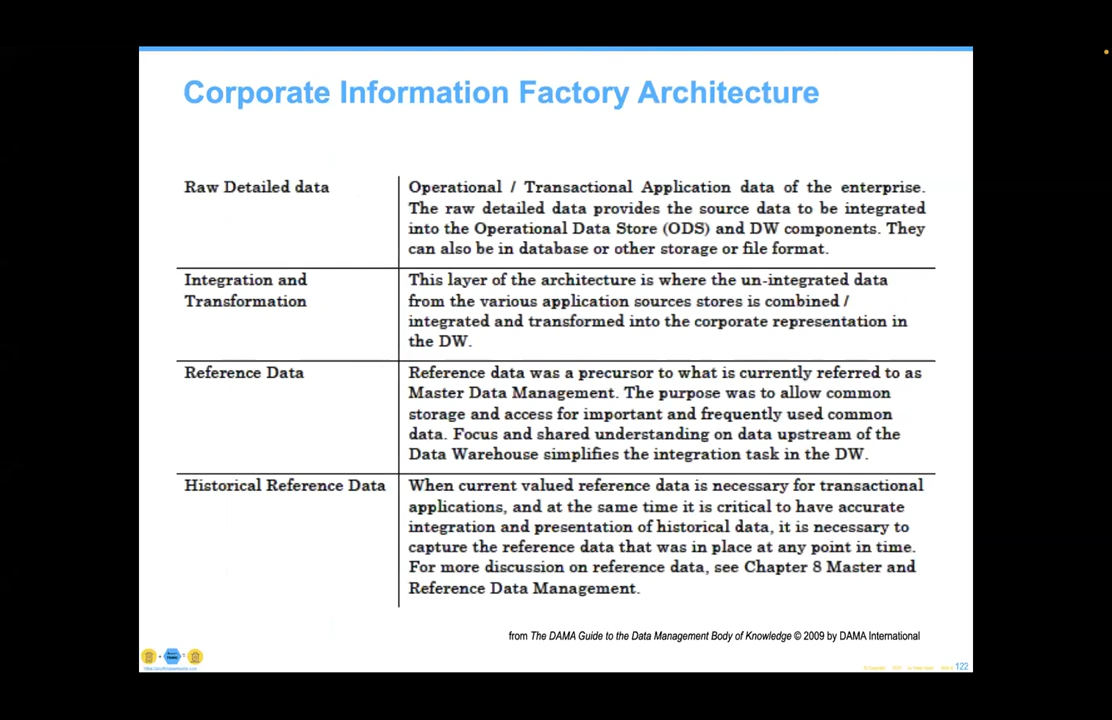 Corporate Information Factory Architecture
Raw Detailed data
Operational / Transactional Application data of the enterprise.
The raw detailed data provides the source data to be integrated
into the Operational Data Store (ODS) and DW components. They
can also be in database or other storage or file format.
Integration and
Transformation
This layer of the architecture is where the un-integrated data
from the various application sources stores is combined /
integrated and transformed into the corporate representation in
the DW.
Reference Data
Reference data was a precursor to what is currently referred to as
Master Data Management. The purpose was to allow common
storage and access for important and frequently used common
data. Focus and shared understanding on data upstream of the
Data Warehouse simplifies the integration task in the DW.
Historical Reference Data
When current valued reference data is necessary for transactional
applications, and at the same time it is critical to have accurate
integration and presentation of historical data, it is necessary to
capture the reference data that was in place at any point in time.
For more discussion on reference data, see Chapter 8 Master and
Reference Data Management.
from The DAMA Guide to the Data Management Body of Knowledge © 2009 by DAMA International
122